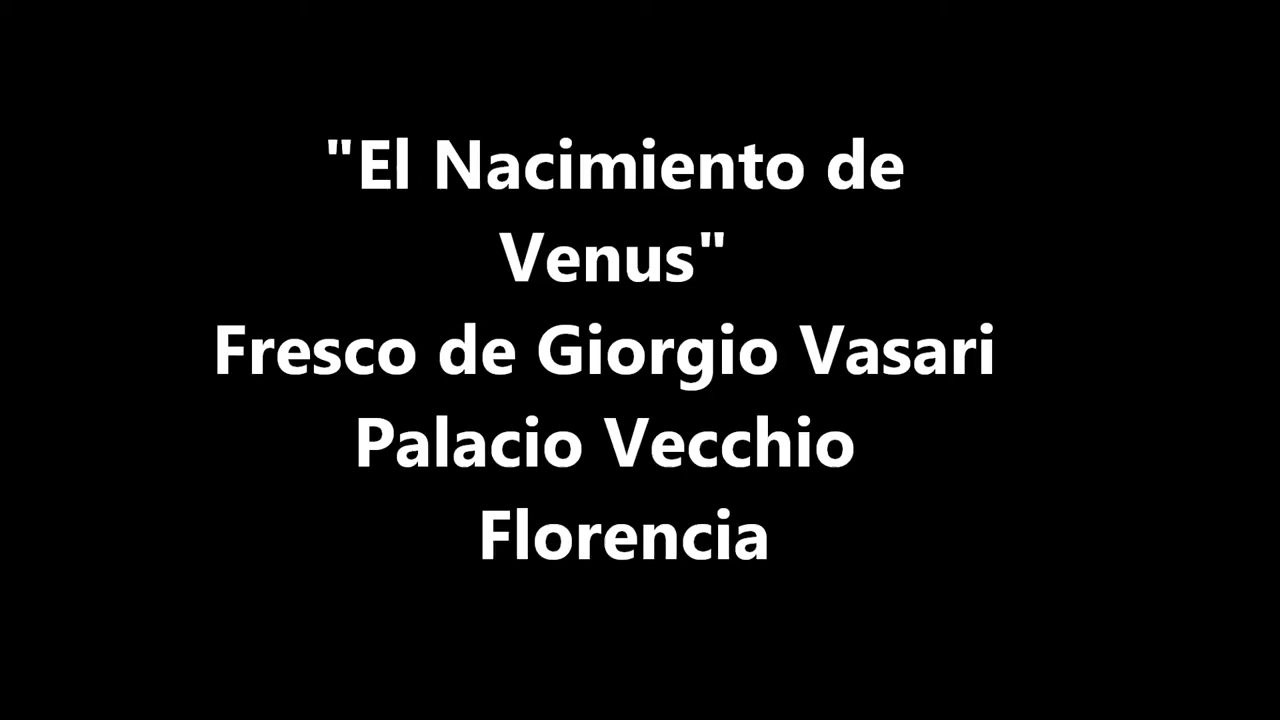 "El Nacimiento de
Venus"
Fresco de Giorgio Vasari
Palacio Vecchio
Florencia